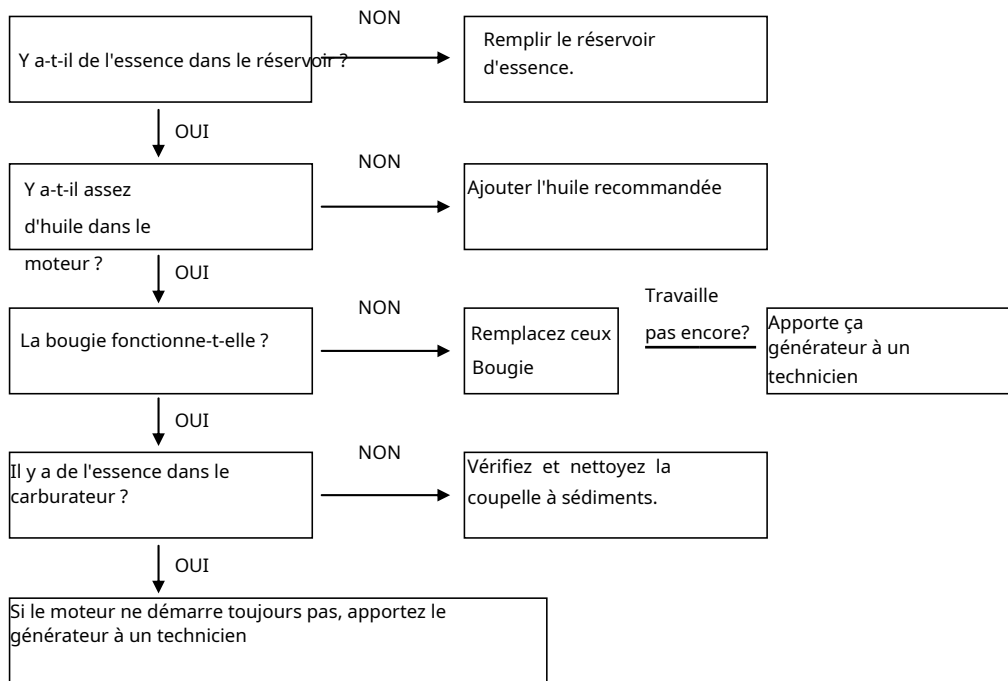 NON
Y a-t-il de l'essence dans le réservoir ?
Remplir le réservoir
d'essence.
OUI
NON
Y a-t-il assez
d'huile dans le
moteur ?
Ajouter l'huile recommandée
OUI
NON
La bougie fonctionne-t-elle ?
Remplacez ceux
Bougie
Travaille
pas encore?
Apporte ça
générateur à un
technicien
OUI
NON
Il y a de l'essence dans le
carburateur ?
Vérifiez et nettoyez la
coupelle à sédiments.
OUI
Si le moteur ne démarre toujours pas, apportez le
générateur à un technicien